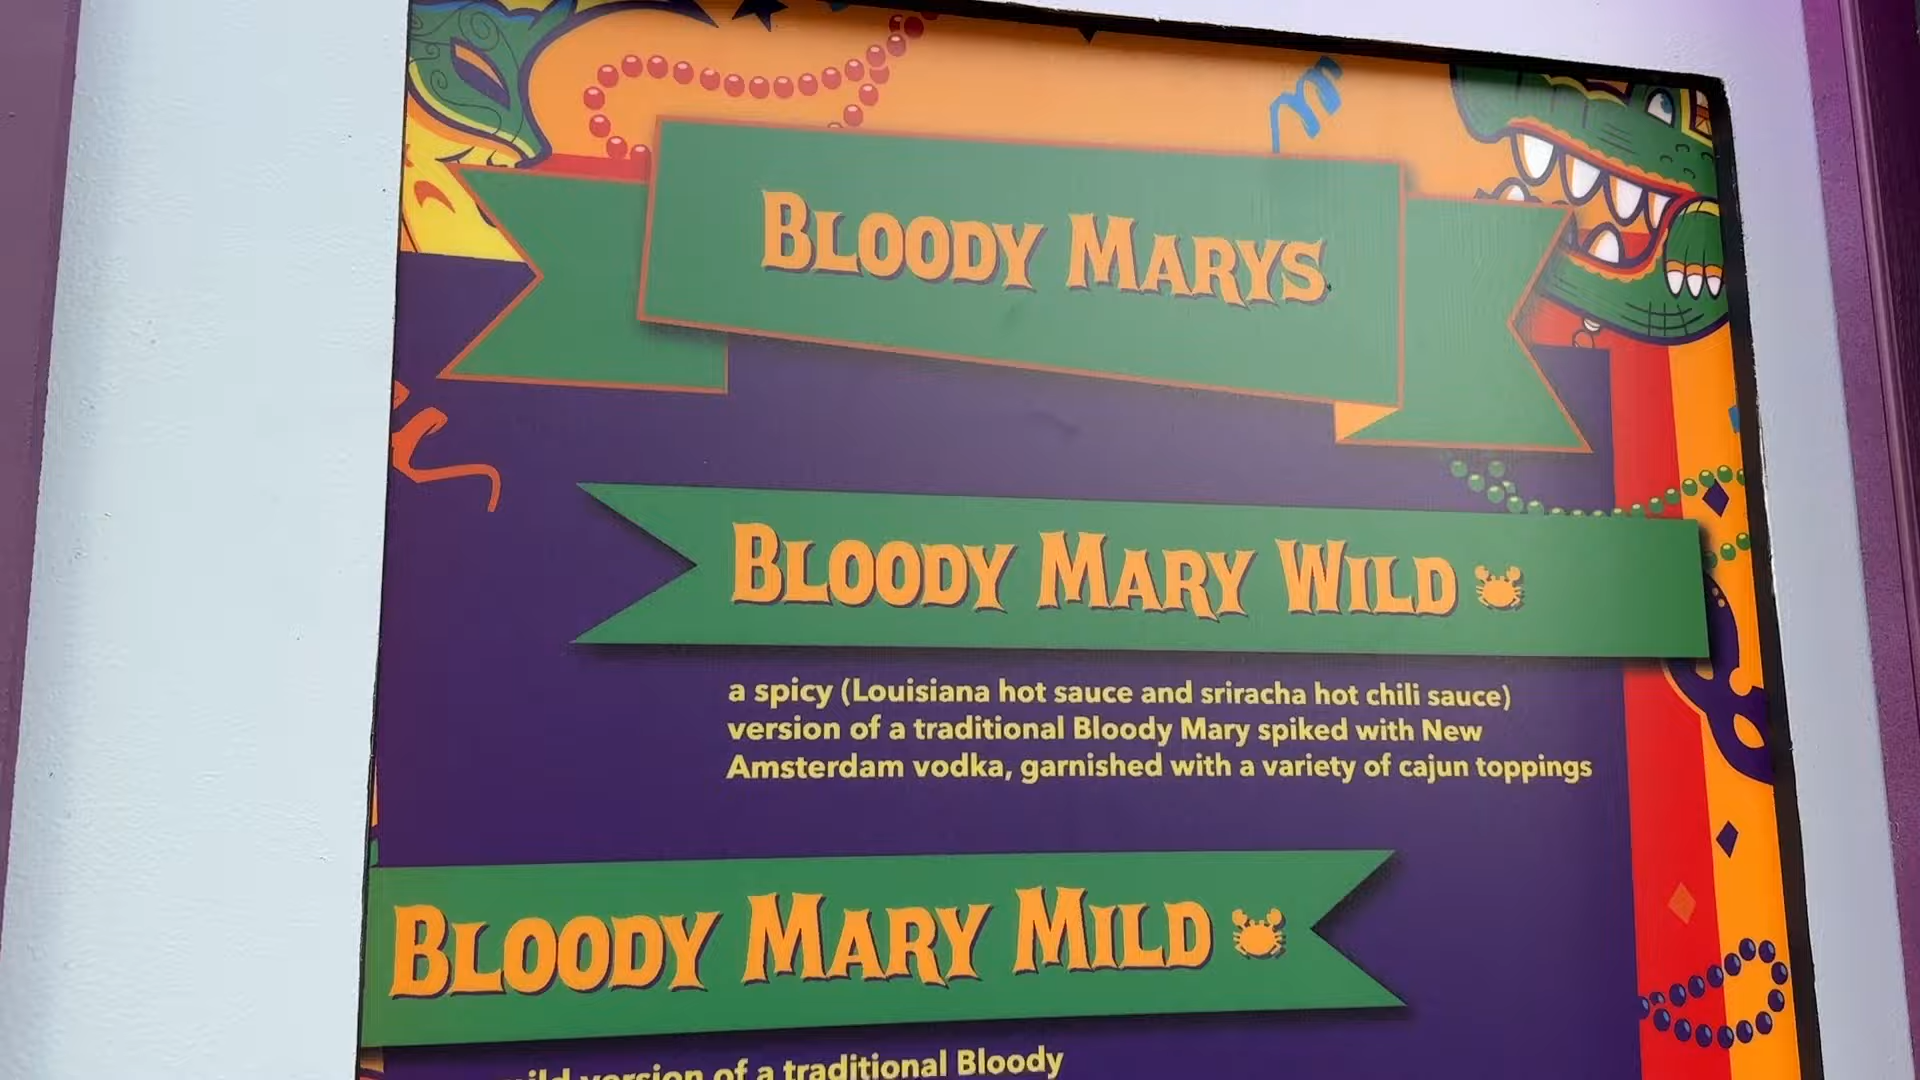 BLOODY MARYS
BLOODY MARY WILD
a spicy (Louisiana hot sauce and sriracha hot chili sauce)
version of a traditional Bloody Mary spiked with New
Amsterdam vodka, garnished with a variety of cajun toppings
BLOODY MARY MILD
mild version of a traditional Bloody